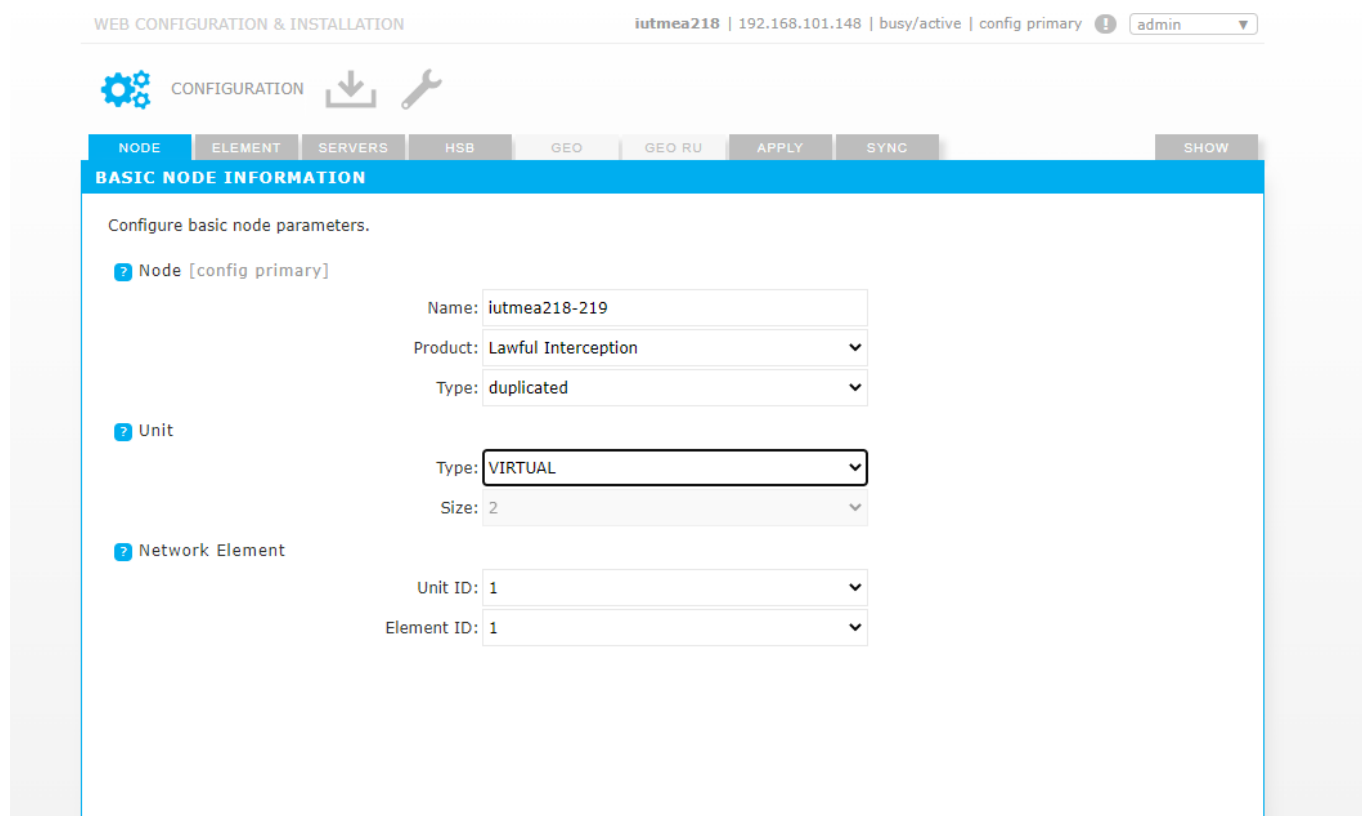 WEB CONFIGURATION & INSTALLATION iutmea218 | 192.168.101.148 | busy/active | config primary ! admin
CONFIGURATION
NODE ELEMENT SERVERS HSB GEO GEO RU APPLY SYNC SHOW
BASIC NODE INFORMATION
Configure basic node parameters.
? Node [config primary]
Name: iutmea218-219
Product: Lawful Interception
Type: duplicated
? Unit
Type: VIRTUAL
Size: 2
? Network Element
Unit ID: 1
Element ID: 1